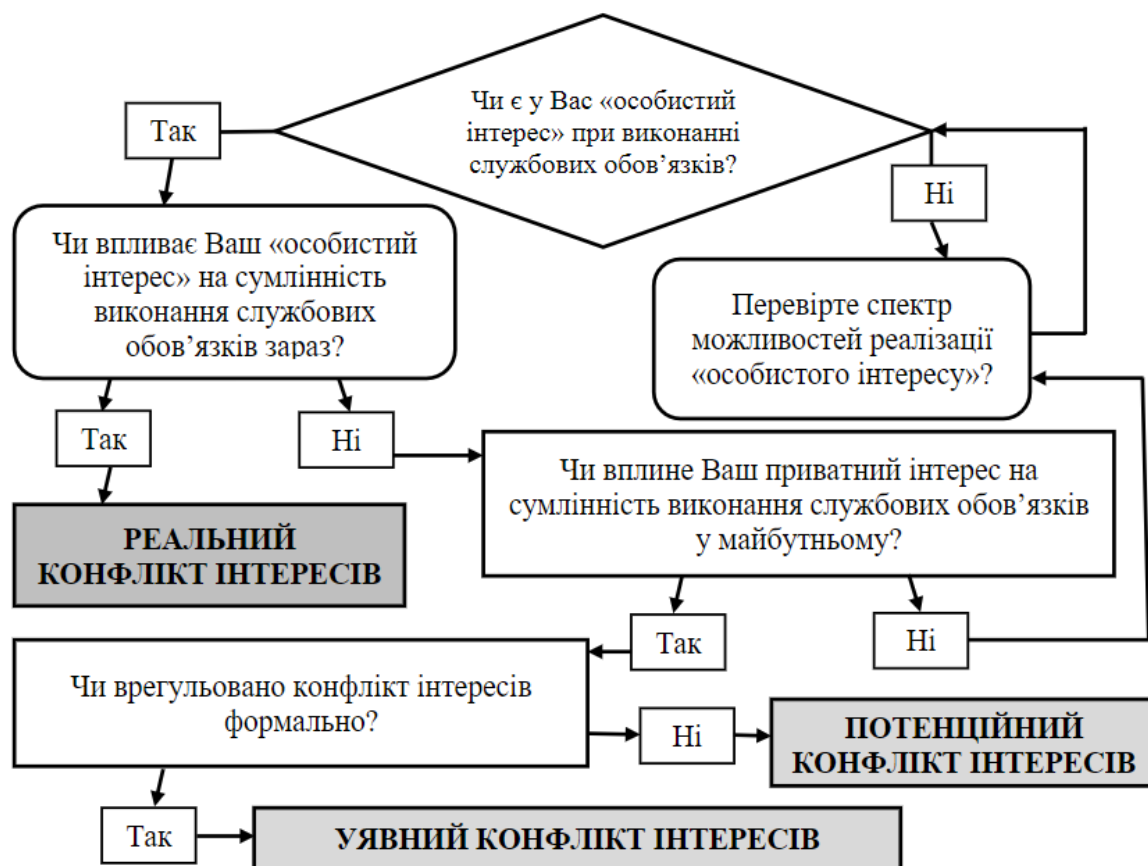 Чи є у Вас «особистий
інтерес» при виконанні
службових обов’язків?
Так
Ні
Чи впливає Ваш «особистий
інтерес» на сумлінність
виконання службових
обов’язків зараз?
Перевірте спектр
можливостей реалізації
«особистого інтересу»?
Так
Ні
Чи вплине Ваш приватний інтерес на
сумлінність виконання службових обов’язків
у майбутньому?
РЕАЛЬНИЙ
КОНФЛІКТ ІНТЕРЕСІВ
Так
Ні
Чи врегульовано конфлікт інтересів
формально?
Ні
ПОТЕНЦІЙНИЙ
КОНФЛІКТ ІНТЕРЕСІВ
Так
УЯВНИЙ КОНФЛІКТ ІНТЕРЕСІВ